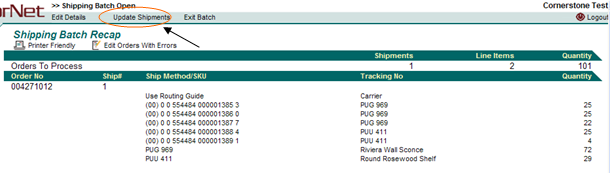 arNet >> Shipping Batch Open Cornerstone Test
Edit Details Update Shipments Exit Batch Logout
Shipping Batch Recap
Printer Friendly Edit Orders With Errors
Shipments Line Items Quantity
Orders To Process 1 2 101
Order No Ship# Ship Method/SKU Tracking No Quantity
004271012 1
Use Routing Guide Carrier
(00) 0 0 554484 000001385 3 PUG 969 25
(00) 0 0 554484 000001386 0 PUG 969 25
(00) 0 0 554484 000001387 7 PUG 969 22
(00) 0 0 554484 000001388 4 PUU 411 25
(00) 0 0 554484 000001389 1 PUU 411 4
PUG 969 Riviera Wall Sconce 72
PUU 411 Round Rosewood Shelf 29